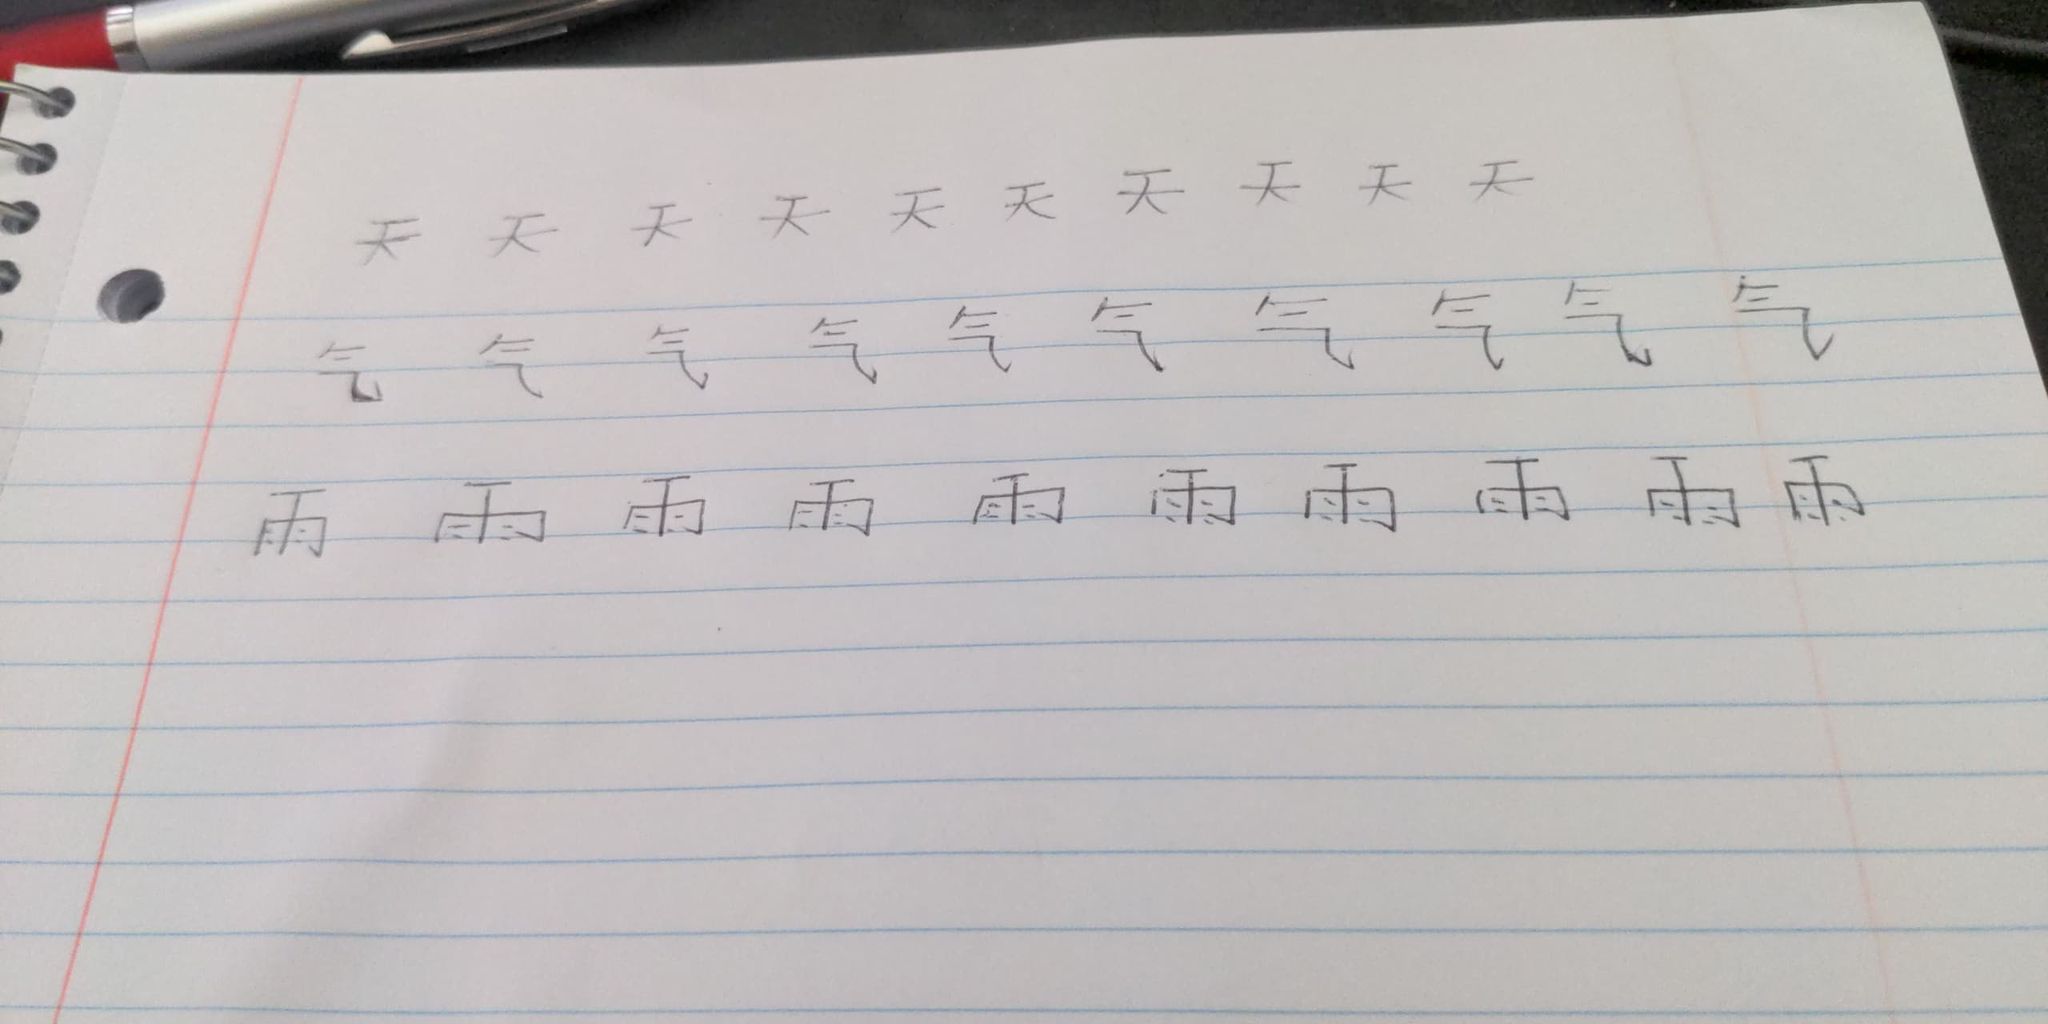 天 天 天 天 天 天 天 天 天 天
气 气 气 气 气 气 气 气 气 气
雨 雨 雨 雨 雨 雨 雨 雨 雨 雨